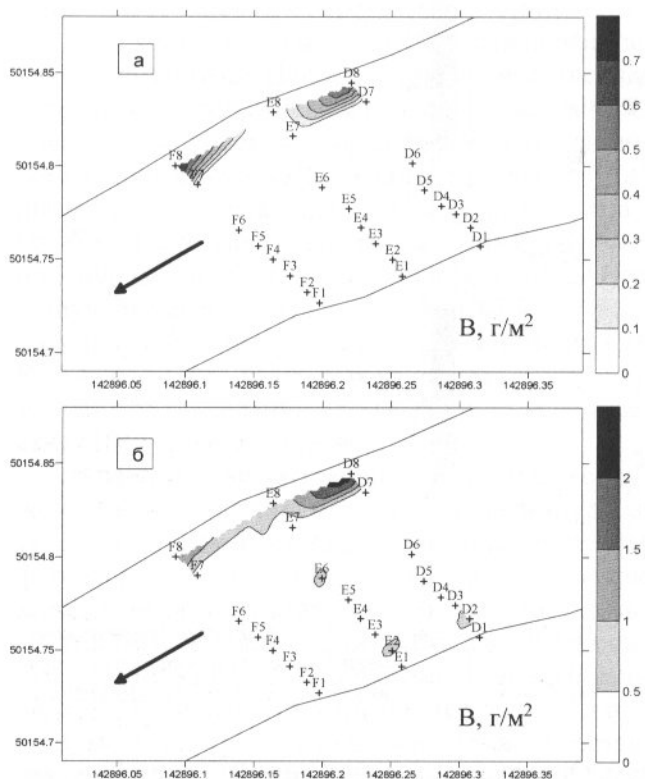 а
50154.85
50154.8
50154.75
50154.7
D8
D7
E8
E7
F8
D6
D5
D4
D3
D2
D1
E6
E5
E4
E3
E2
E1
F6
F5
F4
F3
F2
F1
В, г/м²
142896.05 142896.1 142896.15 142896.2 142896.25 142896.3 142896.35
0.7
0.6
0.5
0.4
0.3
0.2
0.1
0
б
50154.85
50154.8
50154.75
50154.7
D8
D7
E8
E7
F8
F7
D6
D5
D4
D3
D2
D1
E6
E5
E4
E3
E2
E1
F6
F5
F4
F3
F2
F1
В, г/м²
142896.05 142896.1 142896.15 142896.2 142896.25 142896.3 142896.35
2
1.5
1
0.5
0